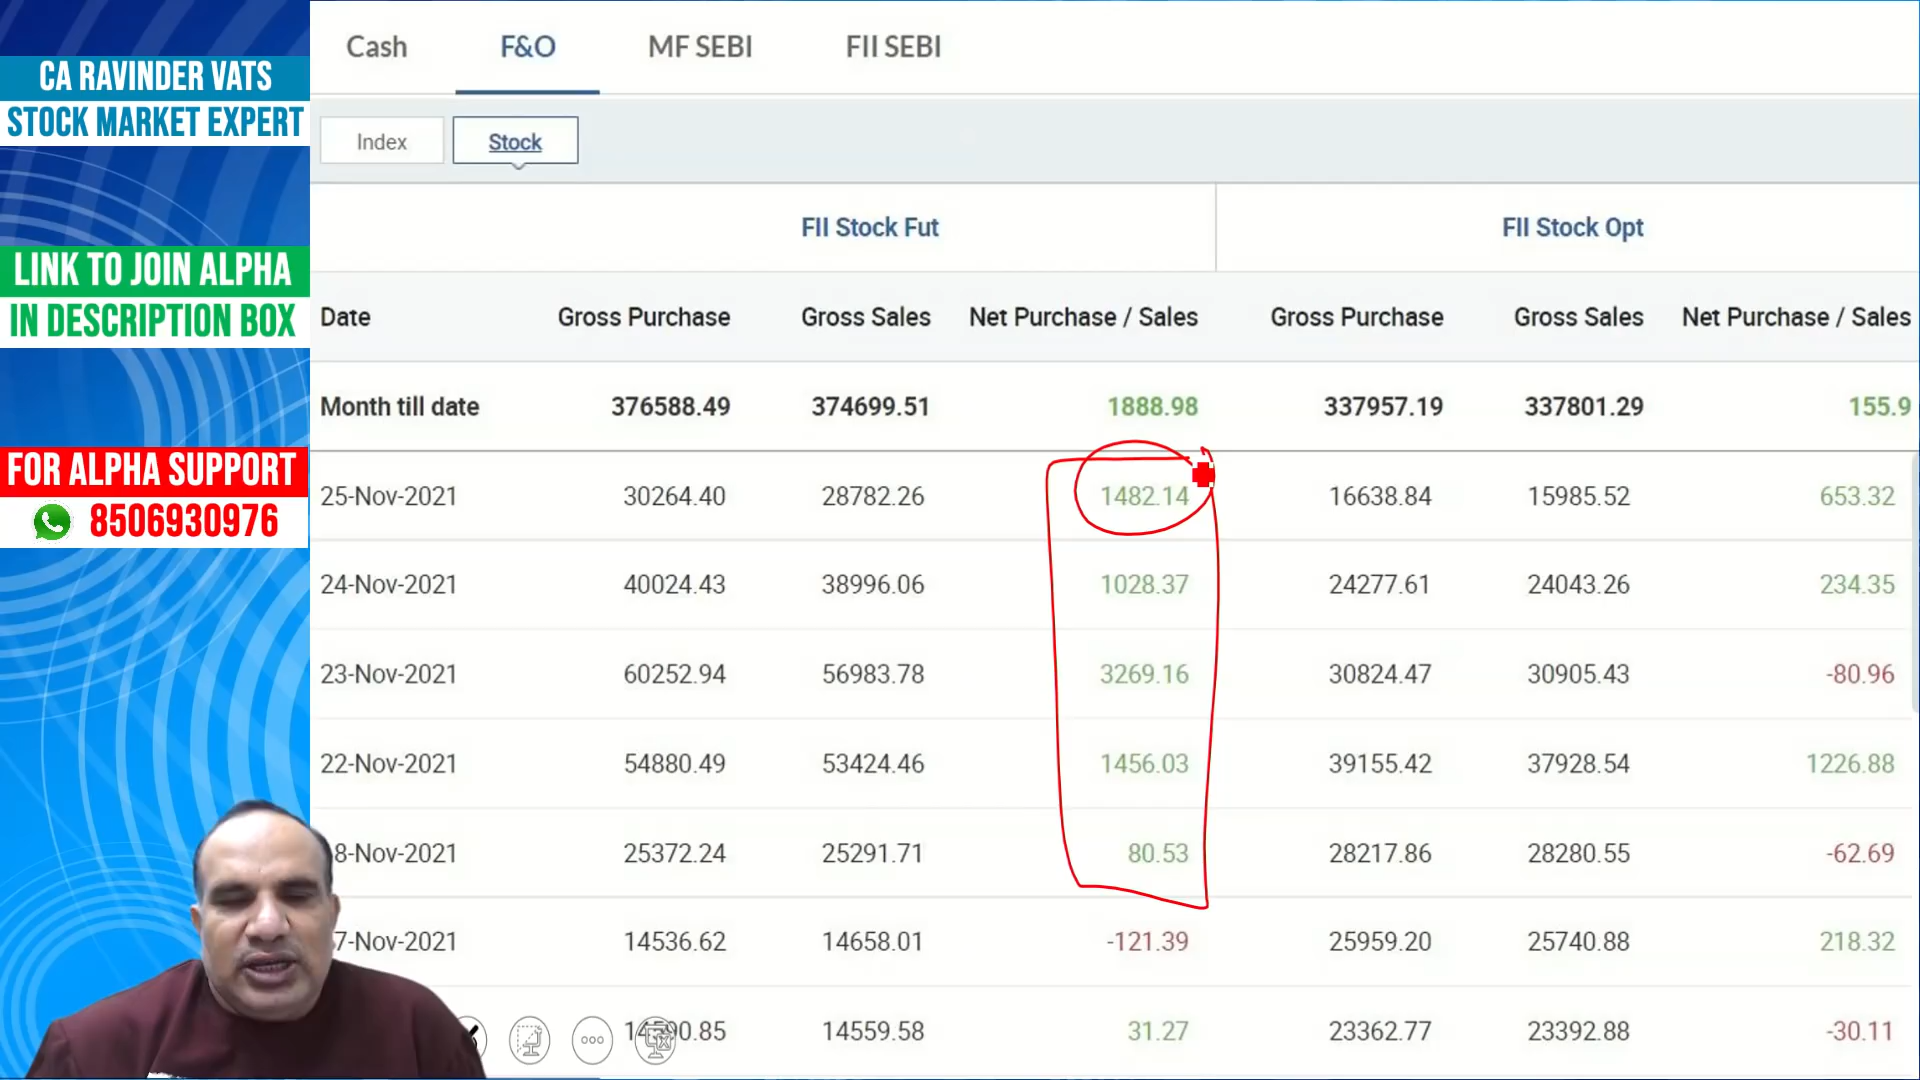 CA RAVINDER VATS
STOCK MARKET EXPERT
LINK TO JOIN ALPHA
IN DESCRIPTION BOX
FOR ALPHA SUPPORT
8506930976
Cash F&O MF SEBI FII SEBI
Index Stock
FII Stock Fut FII Stock Opt
Date Gross Purchase Gross Sales Net Purchase / Sales Gross Purchase Gross Sales Net Purchase / Sales
Month till date 376588.49 374699.51 1888.98 337957.19 337801.29 155.9
25-Nov-2021 30264.40 28782.26 1482.14 16638.84 15985.52 653.32
24-Nov-2021 40024.43 38996.06 1028.37 24277.61 24043.26 234.35
23-Nov-2021 60252.94 56983.78 3269.16 30824.47 30905.43 -80.96
22-Nov-2021 54880.49 53424.46 1456.03 39155.42 37928.54 1226.88
8-Nov-2021 25372.24 25291.71 80.53 28217.86 28280.55 -62.69
7-Nov-2021 14536.62 14658.01 -121.39 25959.20 25740.88 218.32
14559.58 31.27 23362.77 23392.88 -30.11